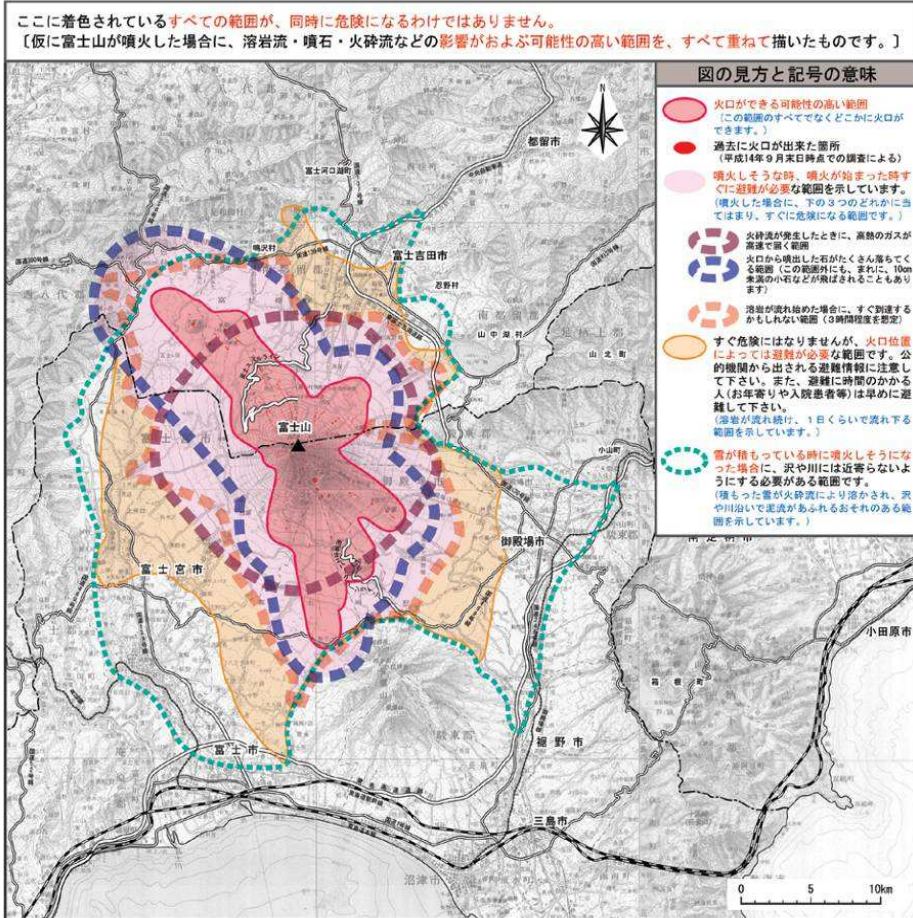 ここに着色されているすべての範囲が、同時に危険になるわけではありません。
〔仮に富士山が噴火した場合に、溶岩流・噴石・火砕流などの影響がおよぶ可能性の高い範囲を、すべて重ねて描いたものです。〕
図の見方と記号の意味
火口ができる可能性の高い範囲
（この範囲のすべてでなくどこかに火口が
できます。）
過去に火口が出来た箇所
（平成14年９月末日時点での調査による）
噴火しそうな時、噴火が始まった時す
ぐに避難が必要な範囲を示しています。
（噴火した場合に、下の３つのどれかに当
てはまり、すぐに危険になる範囲です。）
火砕流が発生したときに、高熱のガスが
高速で届く範囲
火口から噴出した石がたくさん落ちてく
る範囲（この範囲外にも、まれに、10cm
未満の小石などが飛ばされることもあり
ます）
溶岩が流れ始めた場合に、すぐ到達する
かもしれない範囲（３時間程度を想定）
すぐ危険にはなりませんが、火口位置
によっては避難が必要な範囲です。公
的機関から出される避難情報に注意し
て下さい。また、避難に時間のかかる
人（お年寄りや入院患者等）は早めに避
難して下さい。
（溶岩が流れ続け、１日くらいで流れ下る
範囲を示しています。）
雪が積もっている時に噴火しそうにな
った場合に、沢や川には近寄らないよ
うにする必要がある範囲です。
（積もった雪が火砕流により溶かされ、沢
や川沿いで泥流があふれるおそれのある範
囲を示しています。）
N
都留市
富士河口湖町
鳴沢村
富士吉田市
忍野村
山中湖村
山北町
富士山
小山町
御殿場市
富士宮市
小田原市
箱根町
富士市
裾野市
三島市
沼津市
0 5 10km